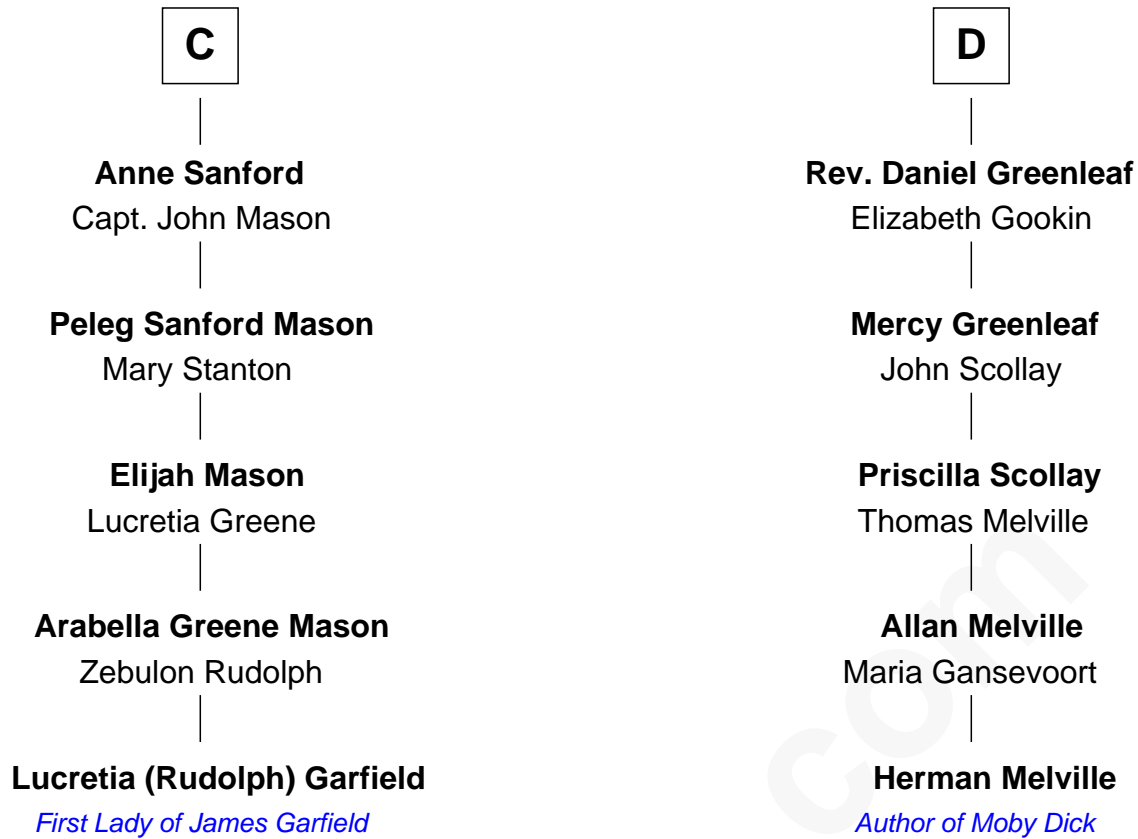 C
Anne Sanford
Capt. John Mason
Peleg Sanford Mason
Mary Stanton
Elijah Mason
Lucretia Greene
Arabella Greene Mason
Zebulon Rudolph
Lucretia (Rudolph) Garfield
First Lady of James Garfield
D
Rev. Daniel Greenleaf
Elizabeth Gookin
Mercy Greenleaf
John Scollay
Priscilla Scollay
Thomas Melville
Allan Melville
Maria Gansevoort
Herman Melville
Author of Moby Dick
com